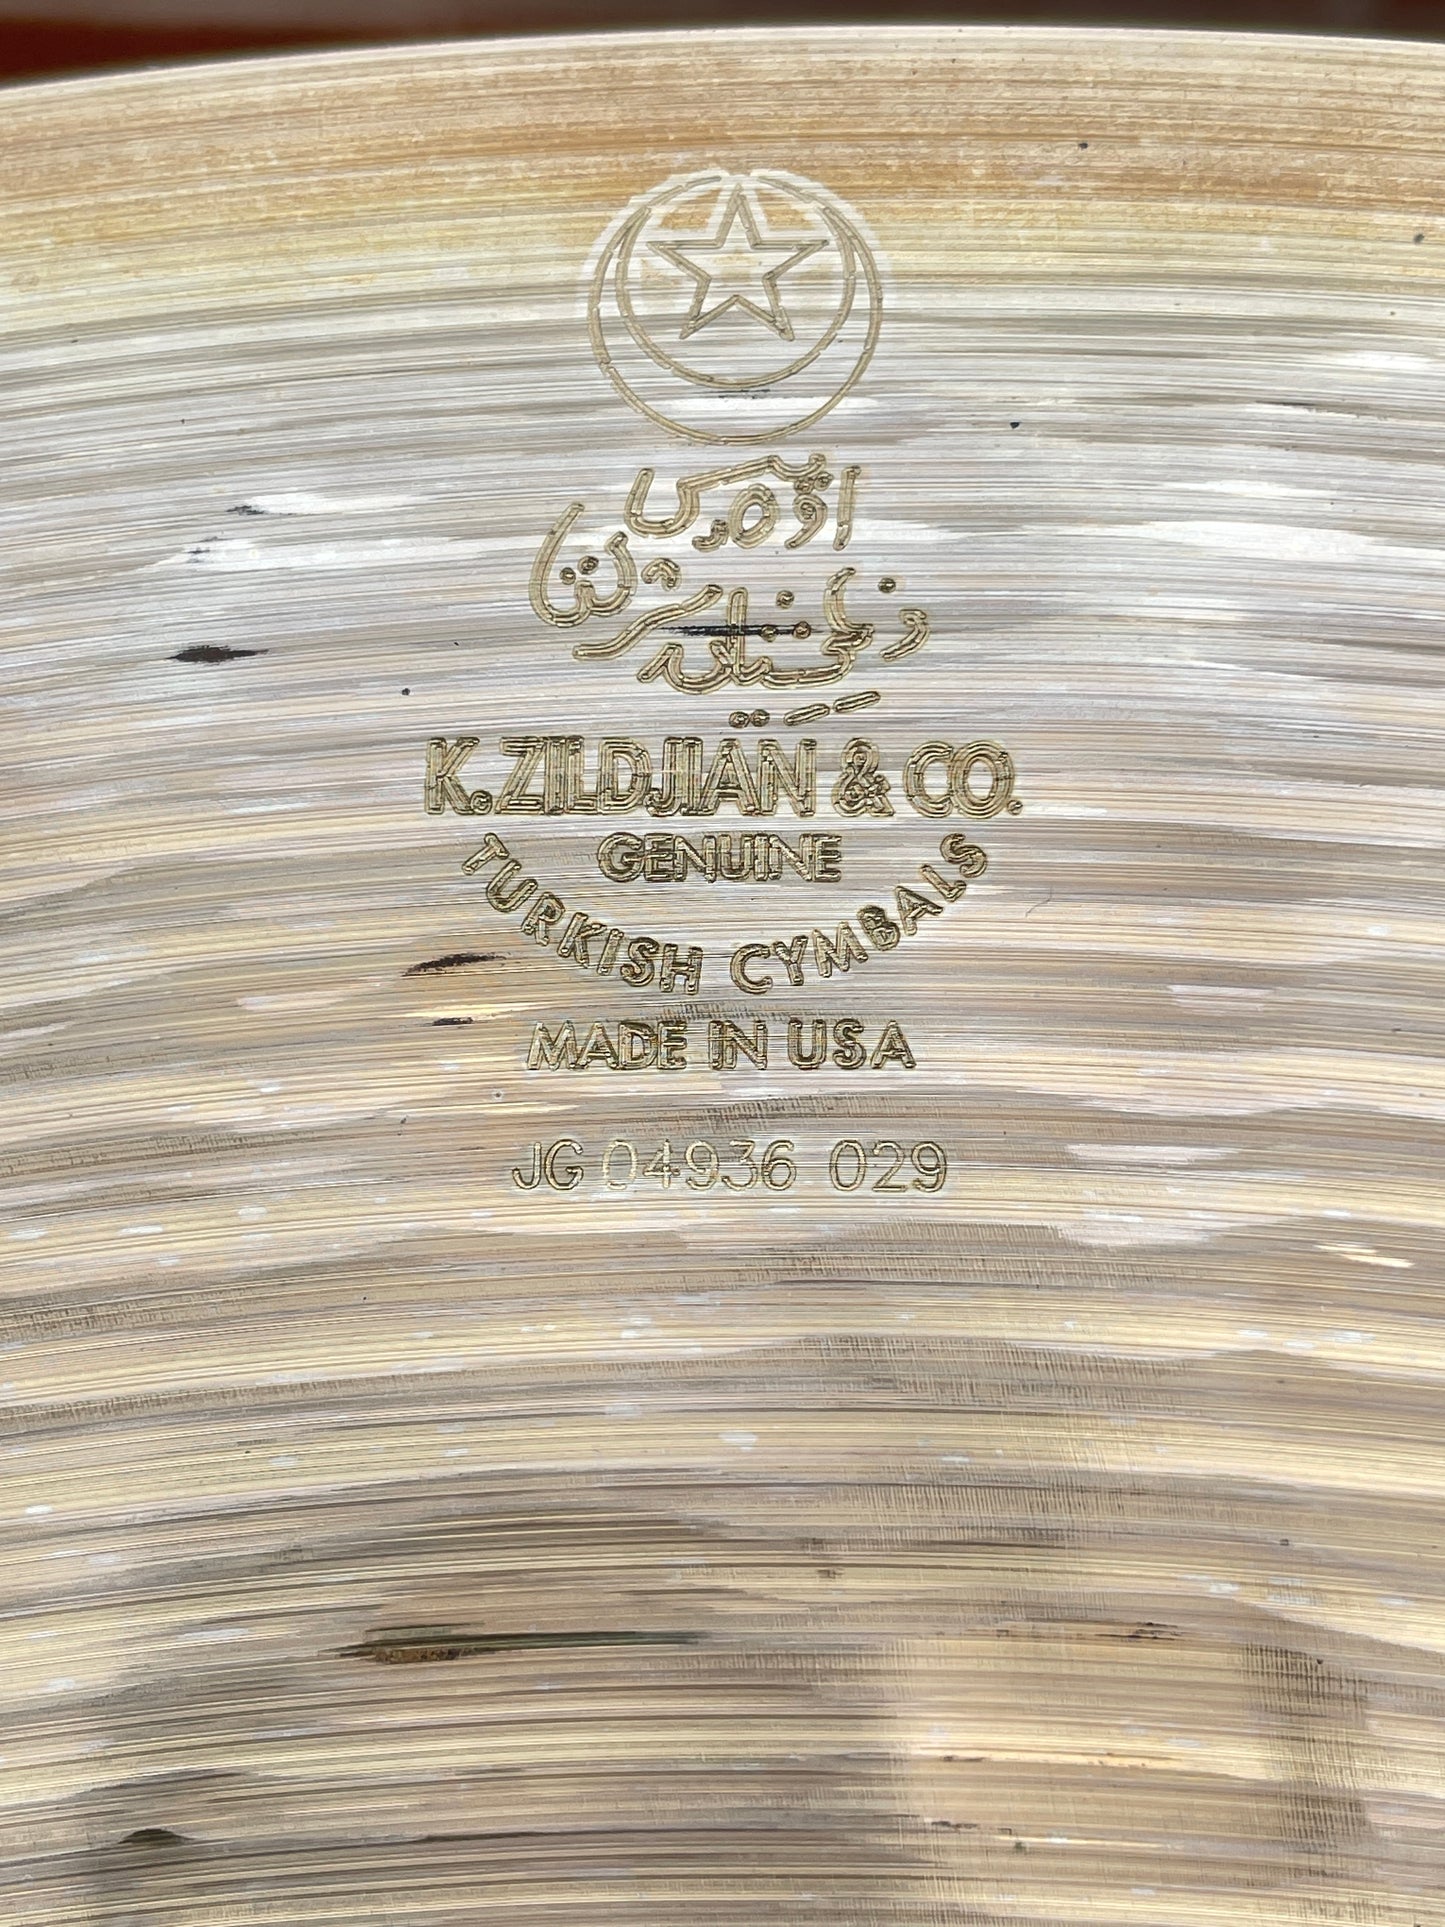 K. ZILDJIAN & CO.
GENUINE
TURKISH CYMBALS
MADE IN USA
JG 04936 029